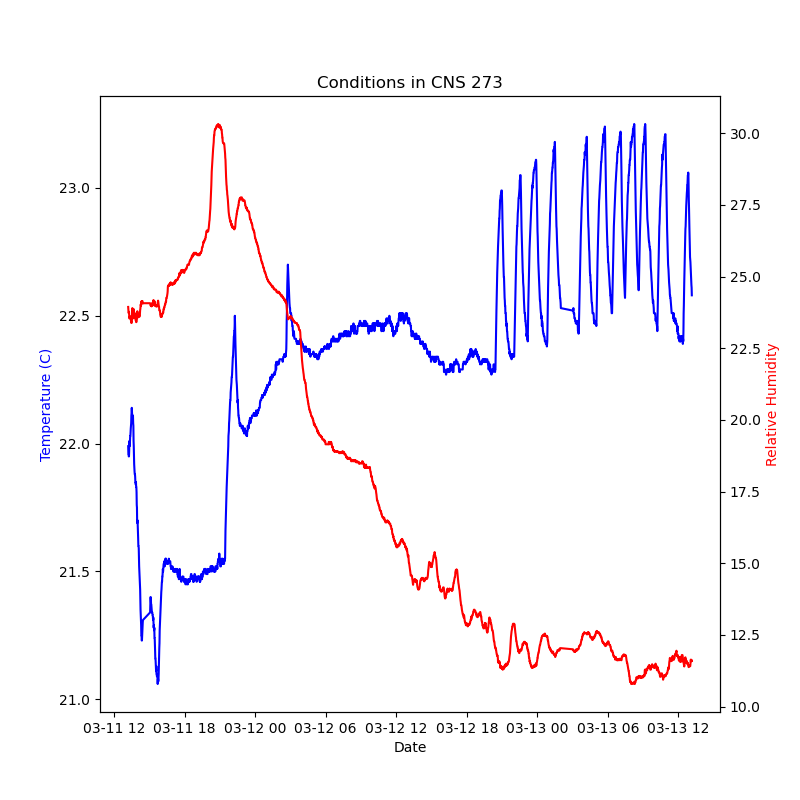 Conditions in CNS 273
Temperature (C)
23.0
22.5
22.0
21.5
21.0
30.0
27.5
25.0
22.5
20.0
17.5
15.0
12.5
10.0
Relative Humidity
03-11 12 03-11 18 03-12 00 03-12 06 03-12 12 03-12 18 03-13 00 03-13 06 03-13 12
Date